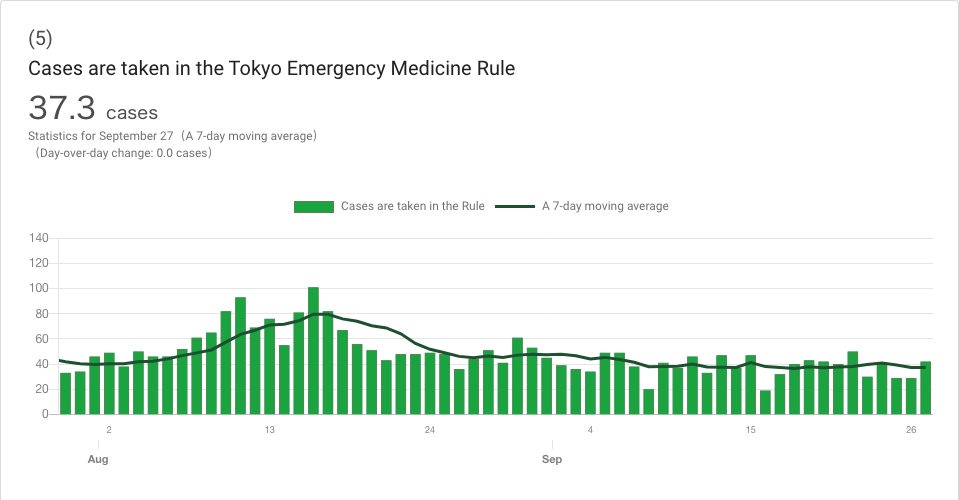 (5)
Cases are taken in the Tokyo Emergency Medicine Rule
37.3 cases
Statistics for September 27（A 7-day moving average）
（Day-over-day change: 0.0 cases）
Cases are taken in the Rule A 7-day moving average
140
120
100
80
60
40
20
0
2 13 24 4 15 26
Aug Sep